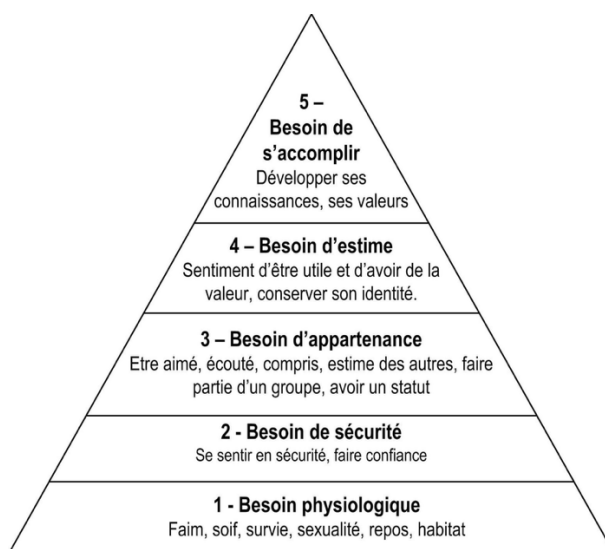 5 –
Besoin de
s'accomplir
Développer ses
connaissances, ses valeurs
4 – Besoin d'estime
Sentiment d'être utile et d'avoir de la
valeur, conserver son identité.
3 – Besoin d'appartenance
Etre aimé, écouté, compris, estime des autres, faire
partie d'un groupe, avoir un statut
2 - Besoin de sécurité
Se sentir en sécurité, faire confiance
1 - Besoin physiologique
Faim, soif, survie, sexualité, repos, habitat